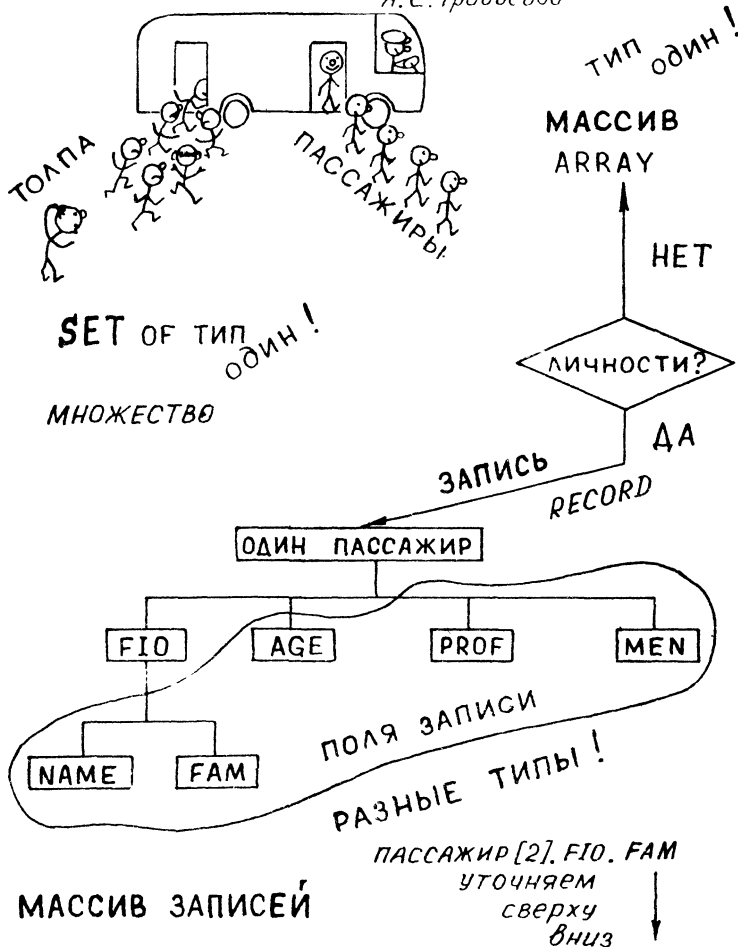 ТИП ОДИН!
МАССИВ
ARRAY
ТОЛПА
ПАССАЖИРЫ
НЕТ
SET OF ТИП ОДИН!
ЛИЧНОСТИ?
МНОЖЕСТВО
ДА
ЗАПИСЬ
RECORD
ОДИН ПАССАЖИР
FIO AGE PROF MEN
NAME FAM
ПОЛЯ ЗАПИСИ
РАЗНЫЕ ТИПЫ!
ПАССАЖИР[2].FIO.FAM
уточняем
сверху
вниз
МАССИВ ЗАПИСЕЙ